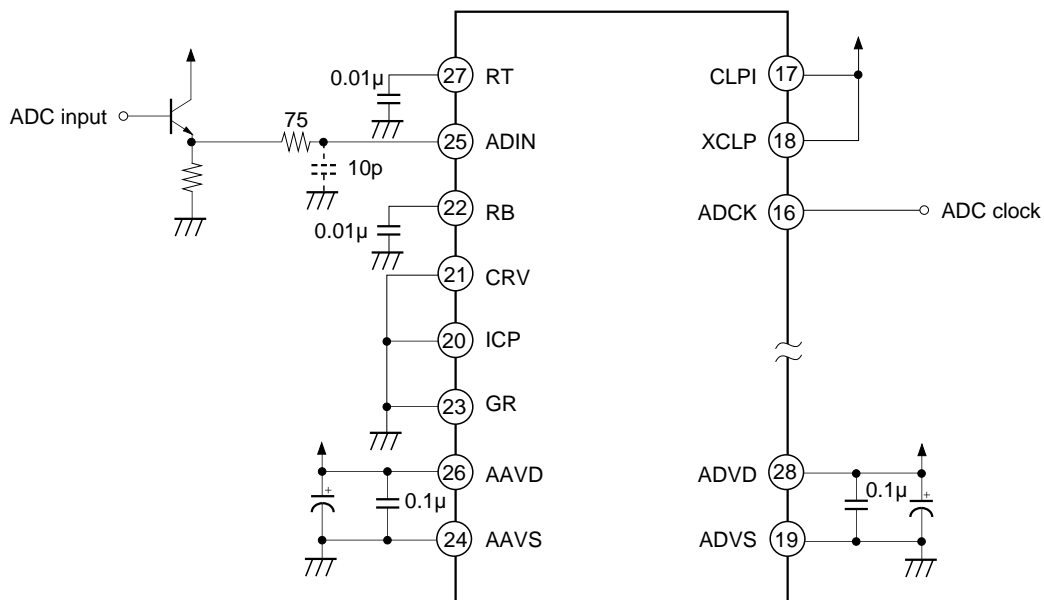 0.01µ 27 RT CLPI 17
ADC input 75 25 ADIN XCLP 18
10p
22 RB ADCK 16 ADC clock
0.01µ
21 CRV
20 ICP
23 GR
26 AAVD ADVD 28
+ 0.1µ 0.1µ +
24 AAVS ADVS 19